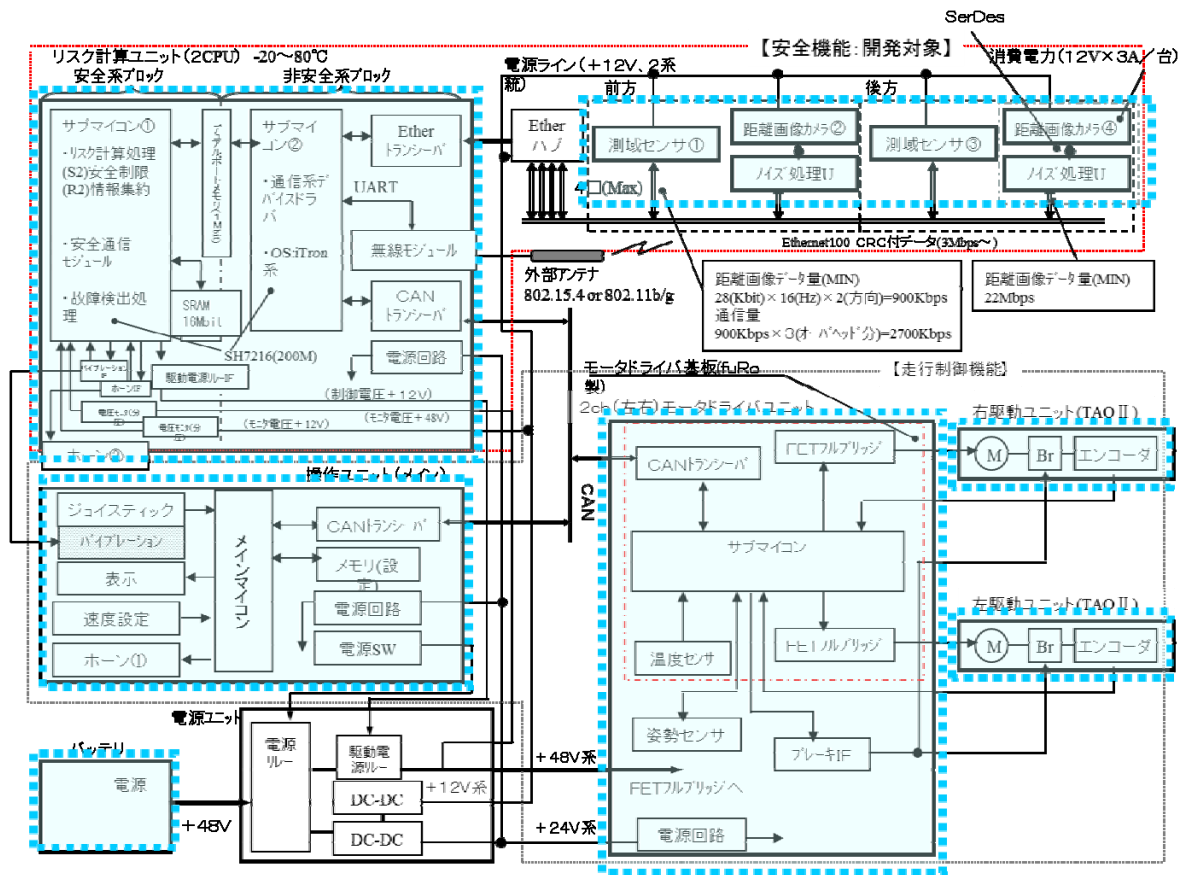 SerDes
【安全機能：開発対象】
リスク計算ユニット（2CPU） -20～80℃
安全系ブロック
非安全系ブロック
電源ライン（＋12V、2系
統）
消費電力（12V×3A／台）
前方
後方
サブマイコン①
・リスク計算処理
(S2)安全制限
(R2)情報集約
・安全通信
モジュール
・故障検出処
理
サブマイ
コン②
・通信系デ
バイスドラ
バ
・OS:iTron
系
Ether
トランシーバ
UART
無線モジュール
CAN
トランシーバ
電源回路
SRAM
16Mbit
SH7216(200M)
バイブレーション
IF
ホーンIF
駆動電源リレーIF
（制御電圧＋12V）
（モニタ電圧＋12V）
（モニタ電圧＋48V）
ホーン②
Ether
ハブ
測域センサ①
距離画像カメラ②
ノイズ処理U
測域センサ③
距離画像カメラ④
ノイズ処理U
4口(Max)
Ethernet100 CRC付データ(33Mbps～)
外部アンテナ
802.15.4 or 802.11b/g
距離画像データ量(MIN)
28(Kbit)×16(Hz)×2(方向)=900Kbps
通信量
900Kbps×3(オーバヘッド分)=2700Kbps
距離画像データ量(MIN)
22Mbps
モータドライバ基板(fuRo
製)
【走行制御機能】
2ch（左右）モータドライバユニット
CANトランシーバ
FETフルブリッジ
サブマイコン
温度センサ
FETフルブリッジ
姿勢センサ
ブレーキIF
FETフルブリッジへ
電源回路
右駆動ユニット(TAOⅡ)
M
Br
エンコーダ
左駆動ユニット(TAOⅡ)
M
Br
エンコーダ
CAN
操作ユニット（メイン）
ジョイスティック
バイブレーション
表示
速度設定
ホーン①
メインマイコン
CANトランシーバ
メモリ(設
定)
電源回路
電源SW
電源ユニット
電源
リレー
駆動電
源リレー
DC-DC
DC-DC
＋12V系
＋48V系
＋24V系
バッテリ
電源
＋48V